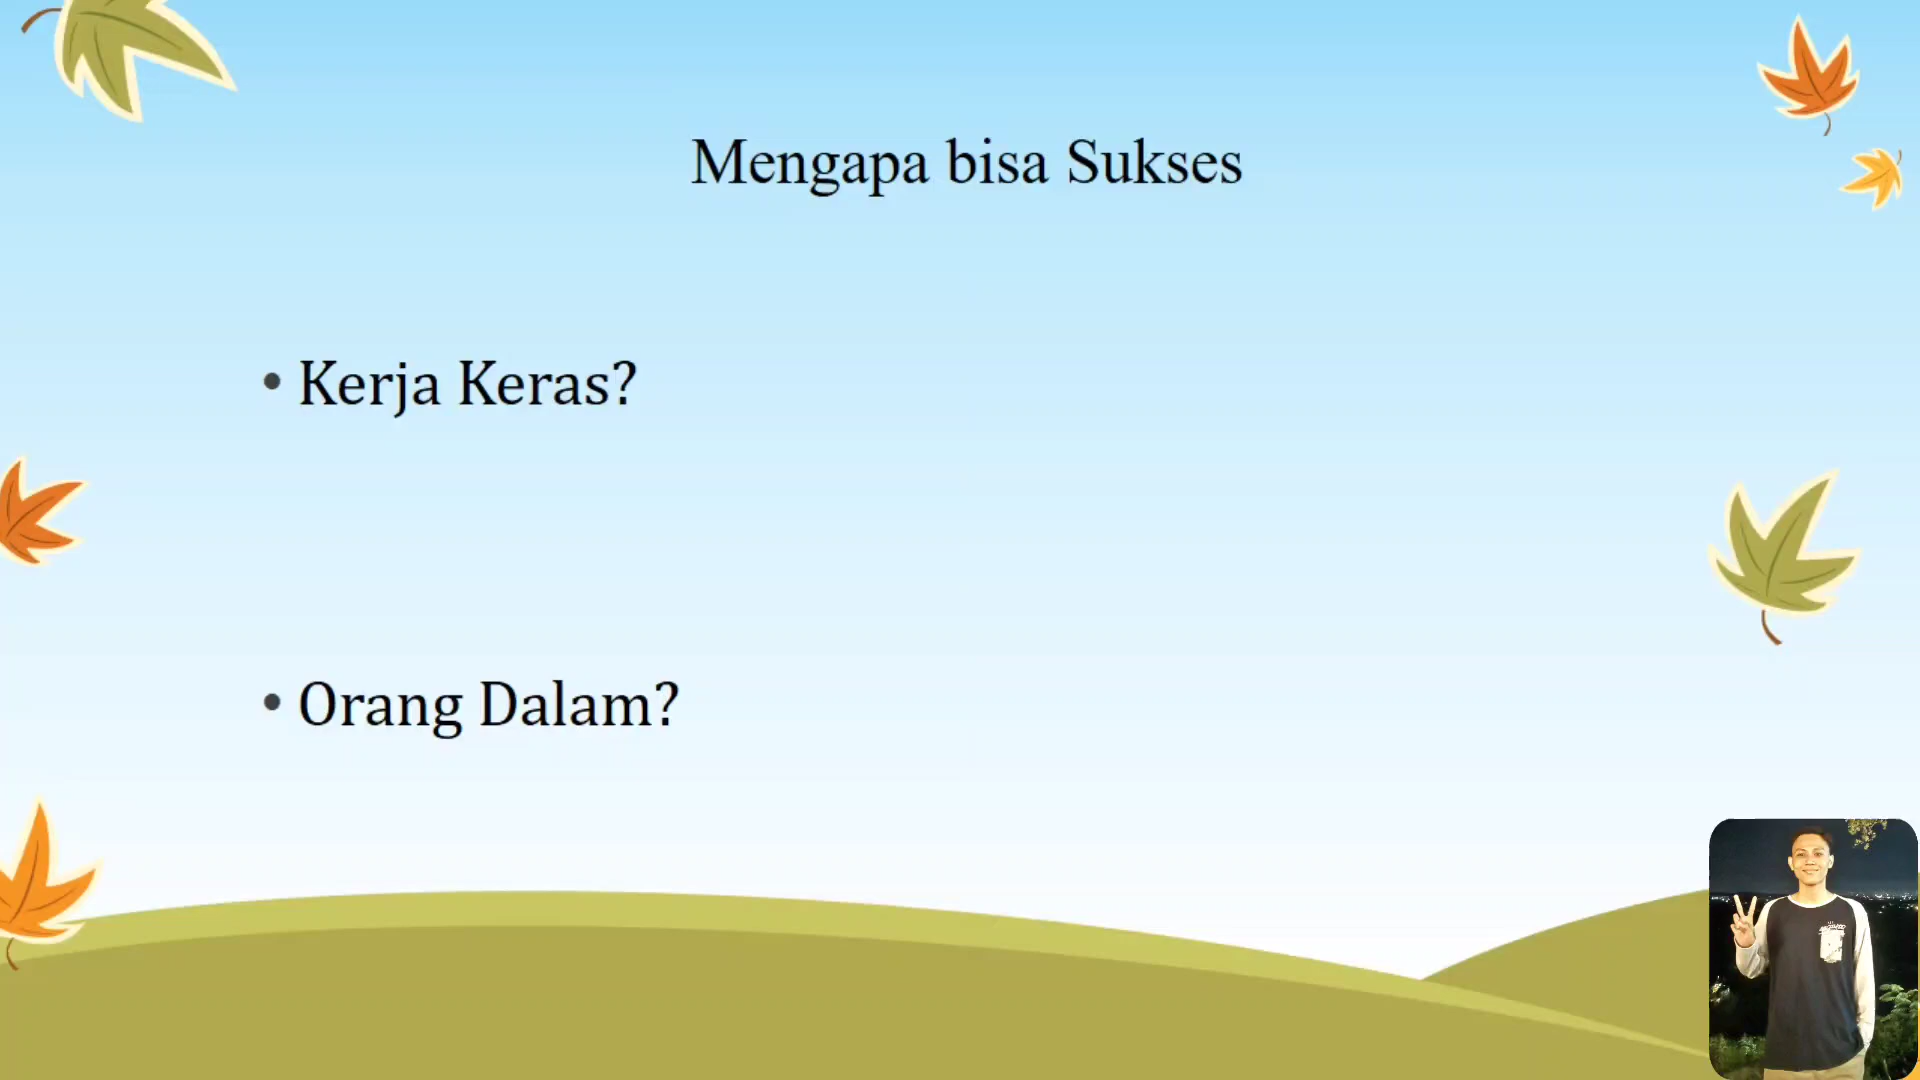 Mengapa bisa Sukses
• Kerja Keras?
• Orang Dalam?